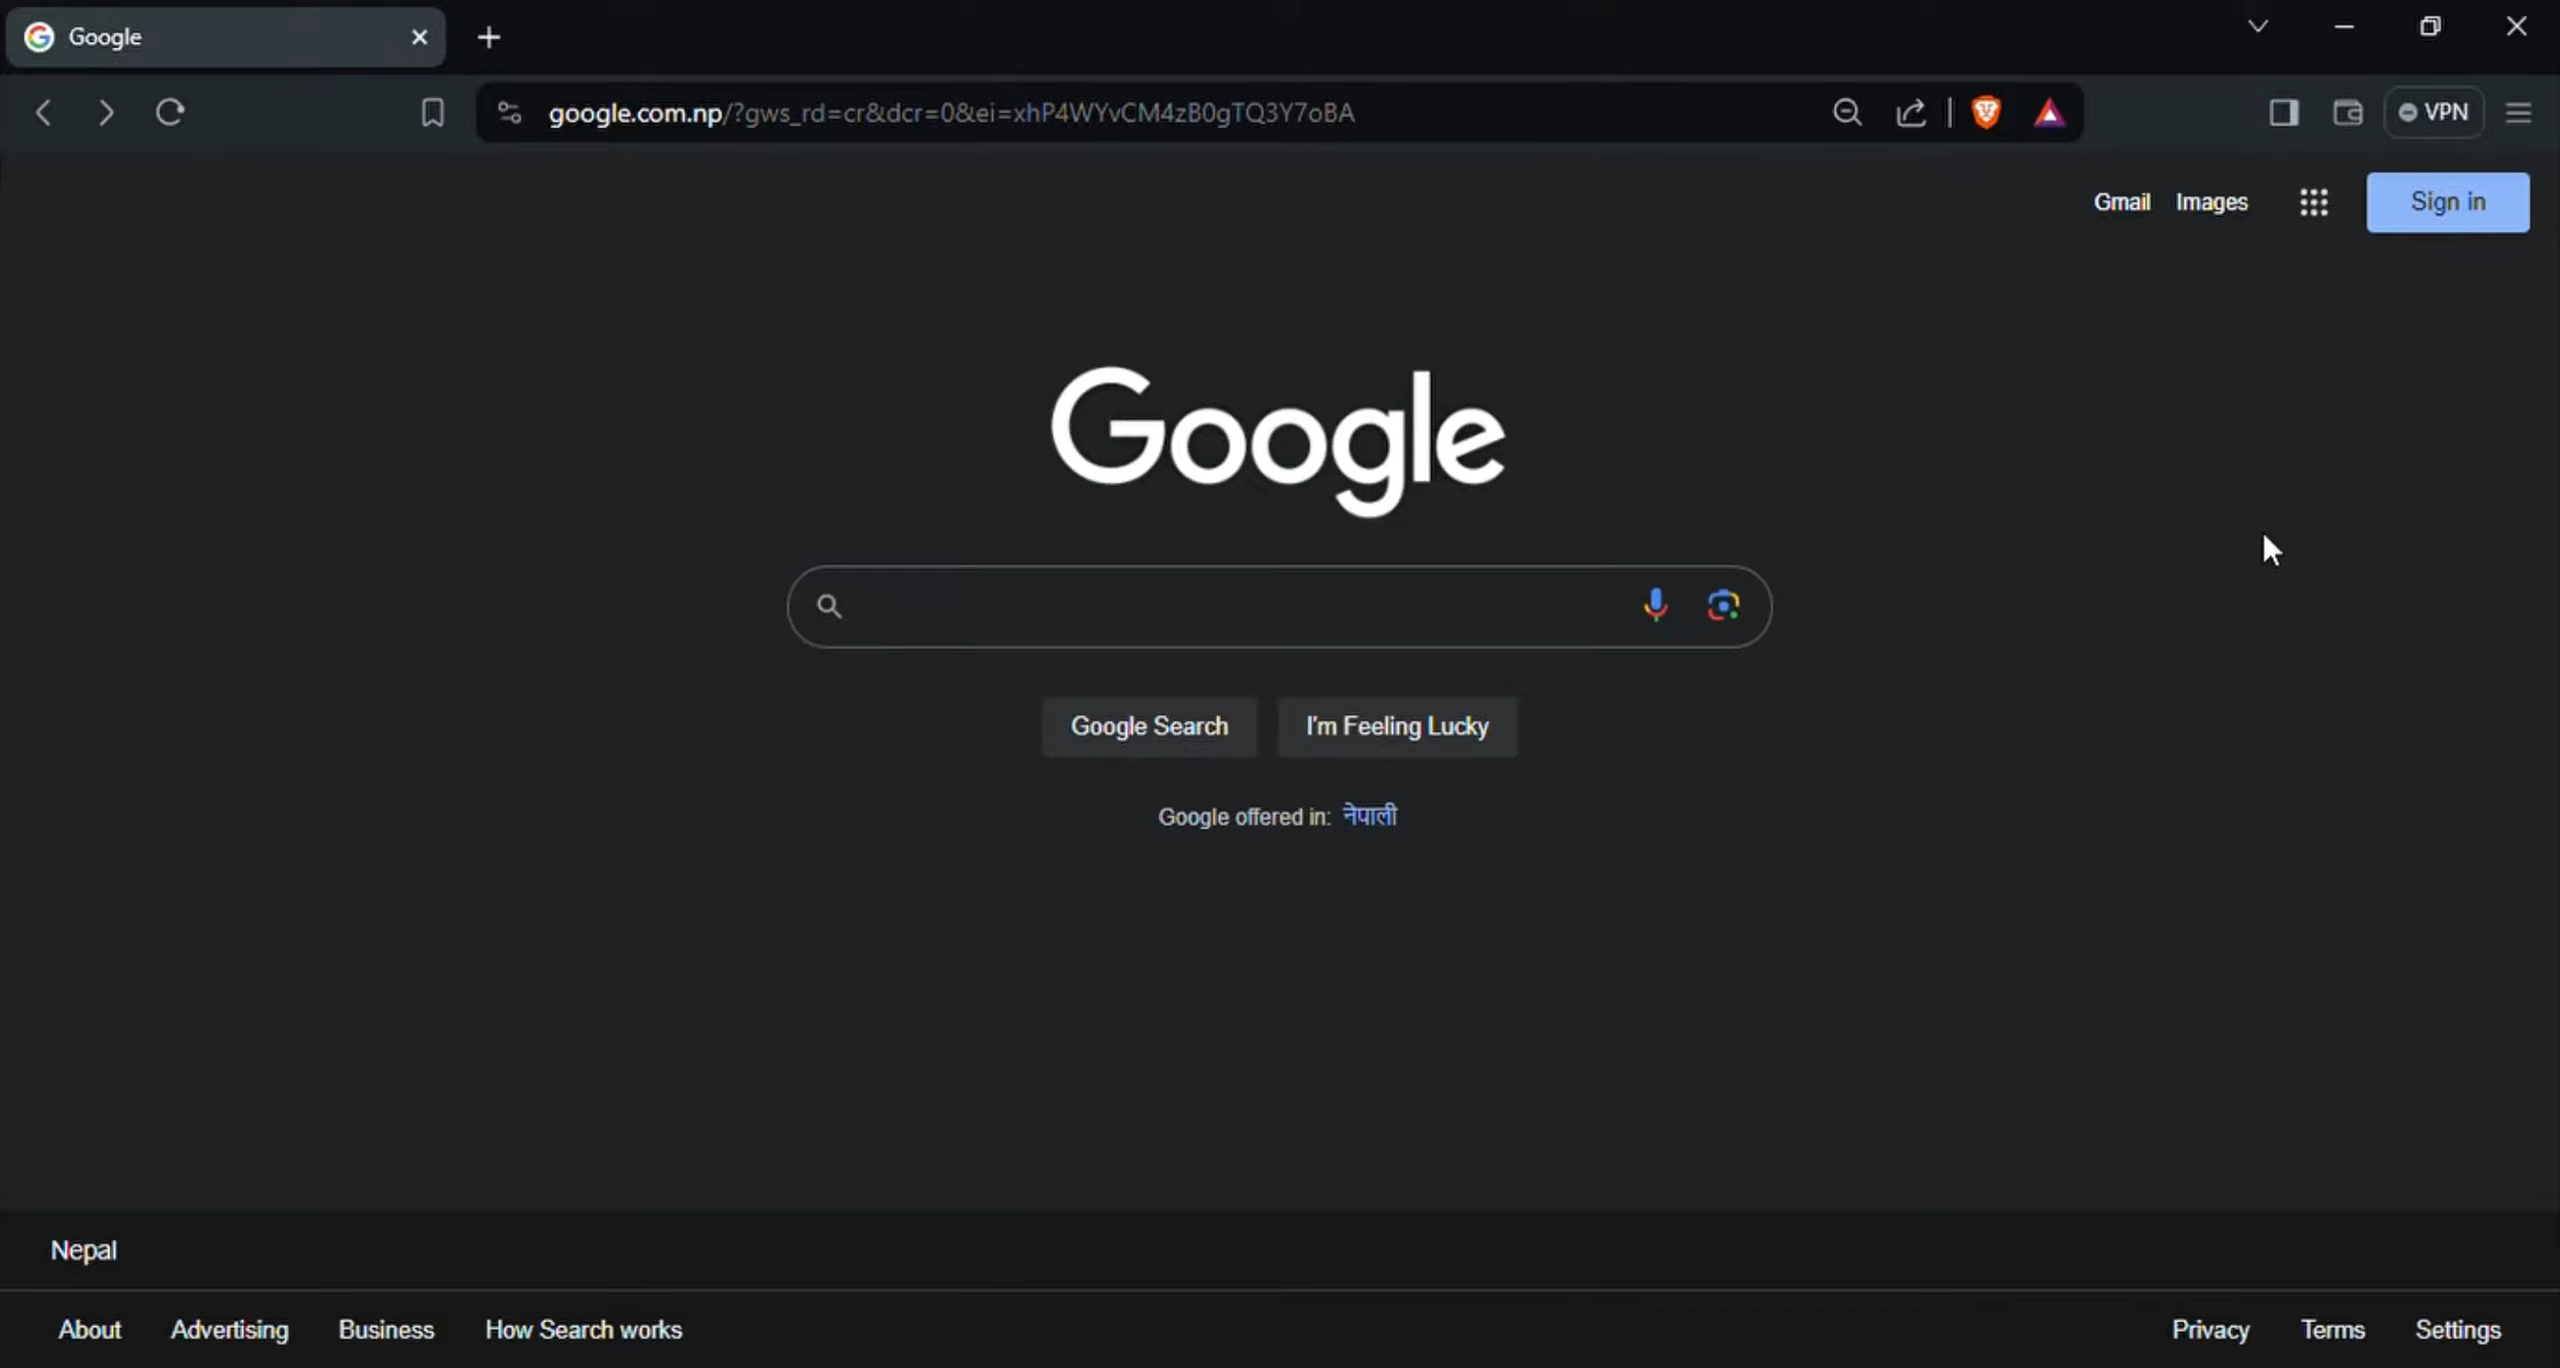 Google
google.com.np/?gws_rd=cr&dcr=0&ei=xhP4WYvCM4zB0gTQ3Y7oBA
VPN
Gmail Images Sign in
Google
Google Search I'm Feeling Lucky
Google offered in: नेपाली
Nepal
About Advertising Business How Search works Privacy Terms Settings